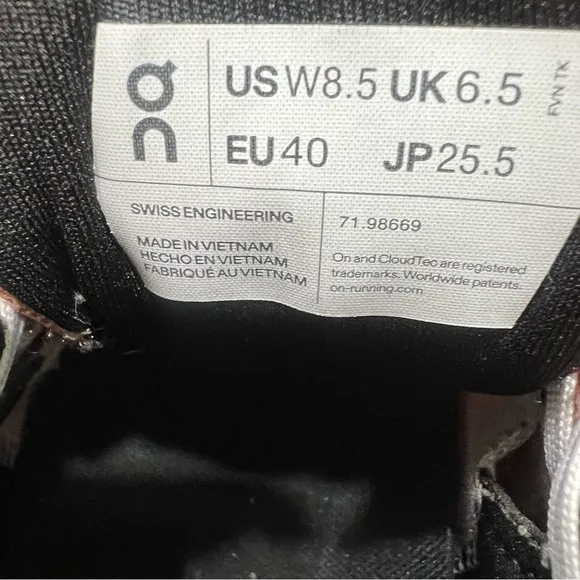 On
US W8.5 UK 6.5
EU 40 JP 25.5
FVN TK
SWISS ENGINEERING
MADE IN VIETNAM
HECHO EN VIETNAM
FABRIQUÉ AU VIETNAM
71.98669
On and CloudTec are registered
trademarks. Worldwide patents.
on-running.com